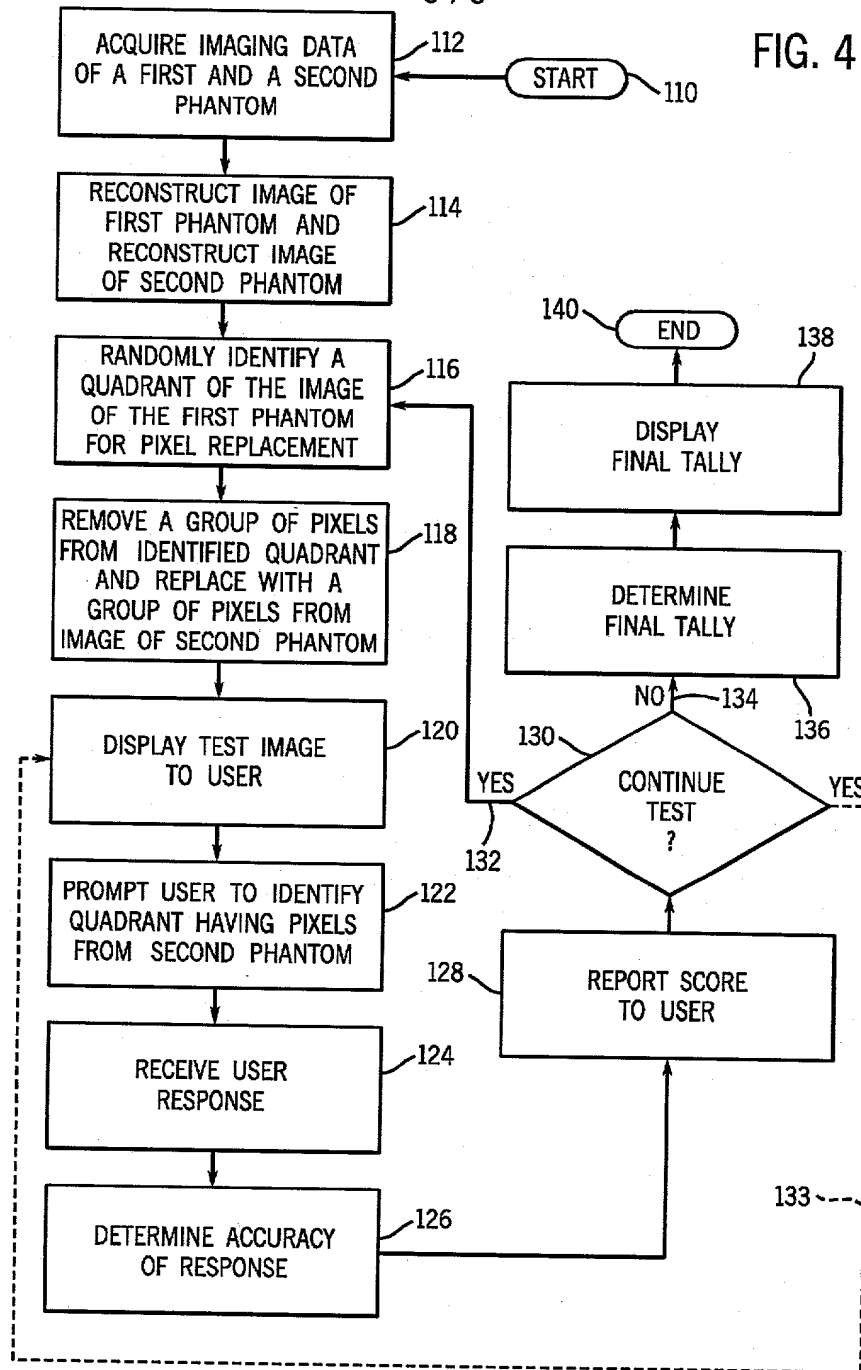 FIG. 4
START
110
ACQUIRE IMAGING DATA
OF A FIRST AND A SECOND
PHANTOM
112
RECONSTRUCT IMAGE OF
FIRST PHANTOM AND
RECONSTRUCT IMAGE
OF SECOND PHANTOM
114
RANDOMLY IDENTIFY A
QUADRANT OF THE IMAGE
OF THE FIRST PHANTOM
FOR PIXEL REPLACEMENT
116
REMOVE A GROUP OF PIXELS
FROM IDENTIFIED QUADRANT
AND REPLACE WITH A
GROUP OF PIXELS FROM
IMAGE OF SECOND PHANTOM
118
DISPLAY TEST IMAGE
TO USER
120
PROMPT USER TO IDENTIFY
QUADRANT HAVING PIXELS
FROM SECOND PHANTOM
122
RECEIVE USER
RESPONSE
124
DETERMINE ACCURACY
OF RESPONSE
126
128
REPORT SCORE
TO USER
130
CONTINUE
TEST
?
YES
132
YES
133
NO
134
DETERMINE
FINAL TALLY
136
DISPLAY
FINAL TALLY
138
140
END